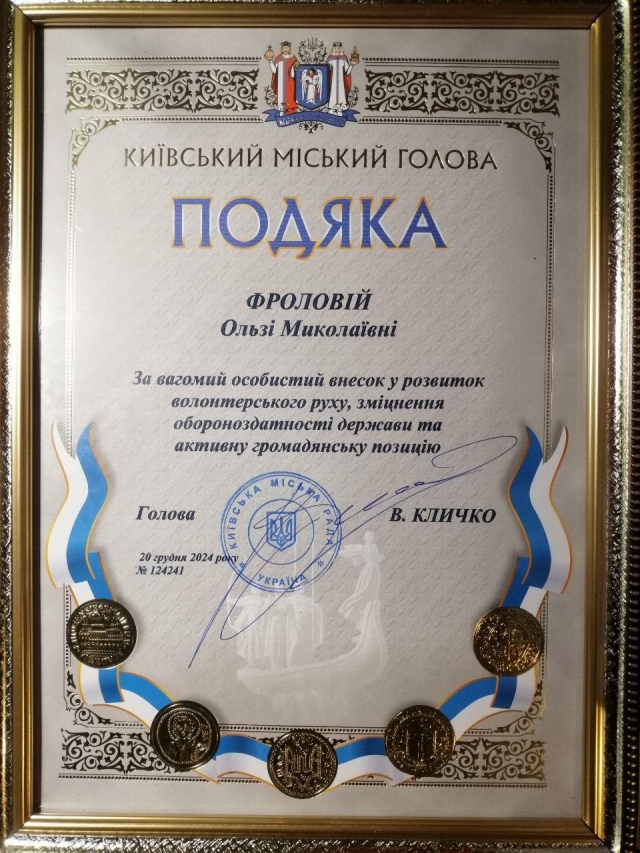 КИЇВСЬКИЙ МІСЬКИЙ ГОЛОВА
ПОДЯКА
ФРОЛОВІЙ
Ользі Миколаївні
За вагомий особистий внесок у розвиток
волонтерського руху, зміцнення
обороноздатності держави та
активну громадянську позицію
Голова
В. КЛИЧКО
КИЇВСЬКА МІСЬКА РАДА
* УКРАЇНА *
20 грудня 2024 року
№ 124241